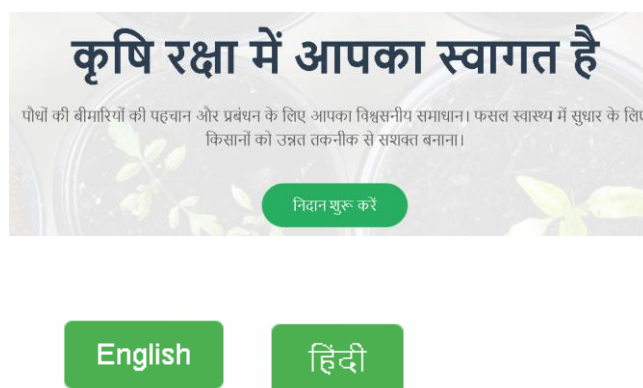 कृषि रक्षा में आपका स्वागत है
पौधों की बीमारियों की पहचान और प्रबंधन के लिए आपका विश्वसनीय समाधान। फसल स्वास्थ्य में सुधार के
किसानों को उन्नत तकनीक से सशक्त बनाना।
निदान शुरू करें
English
हिंदी